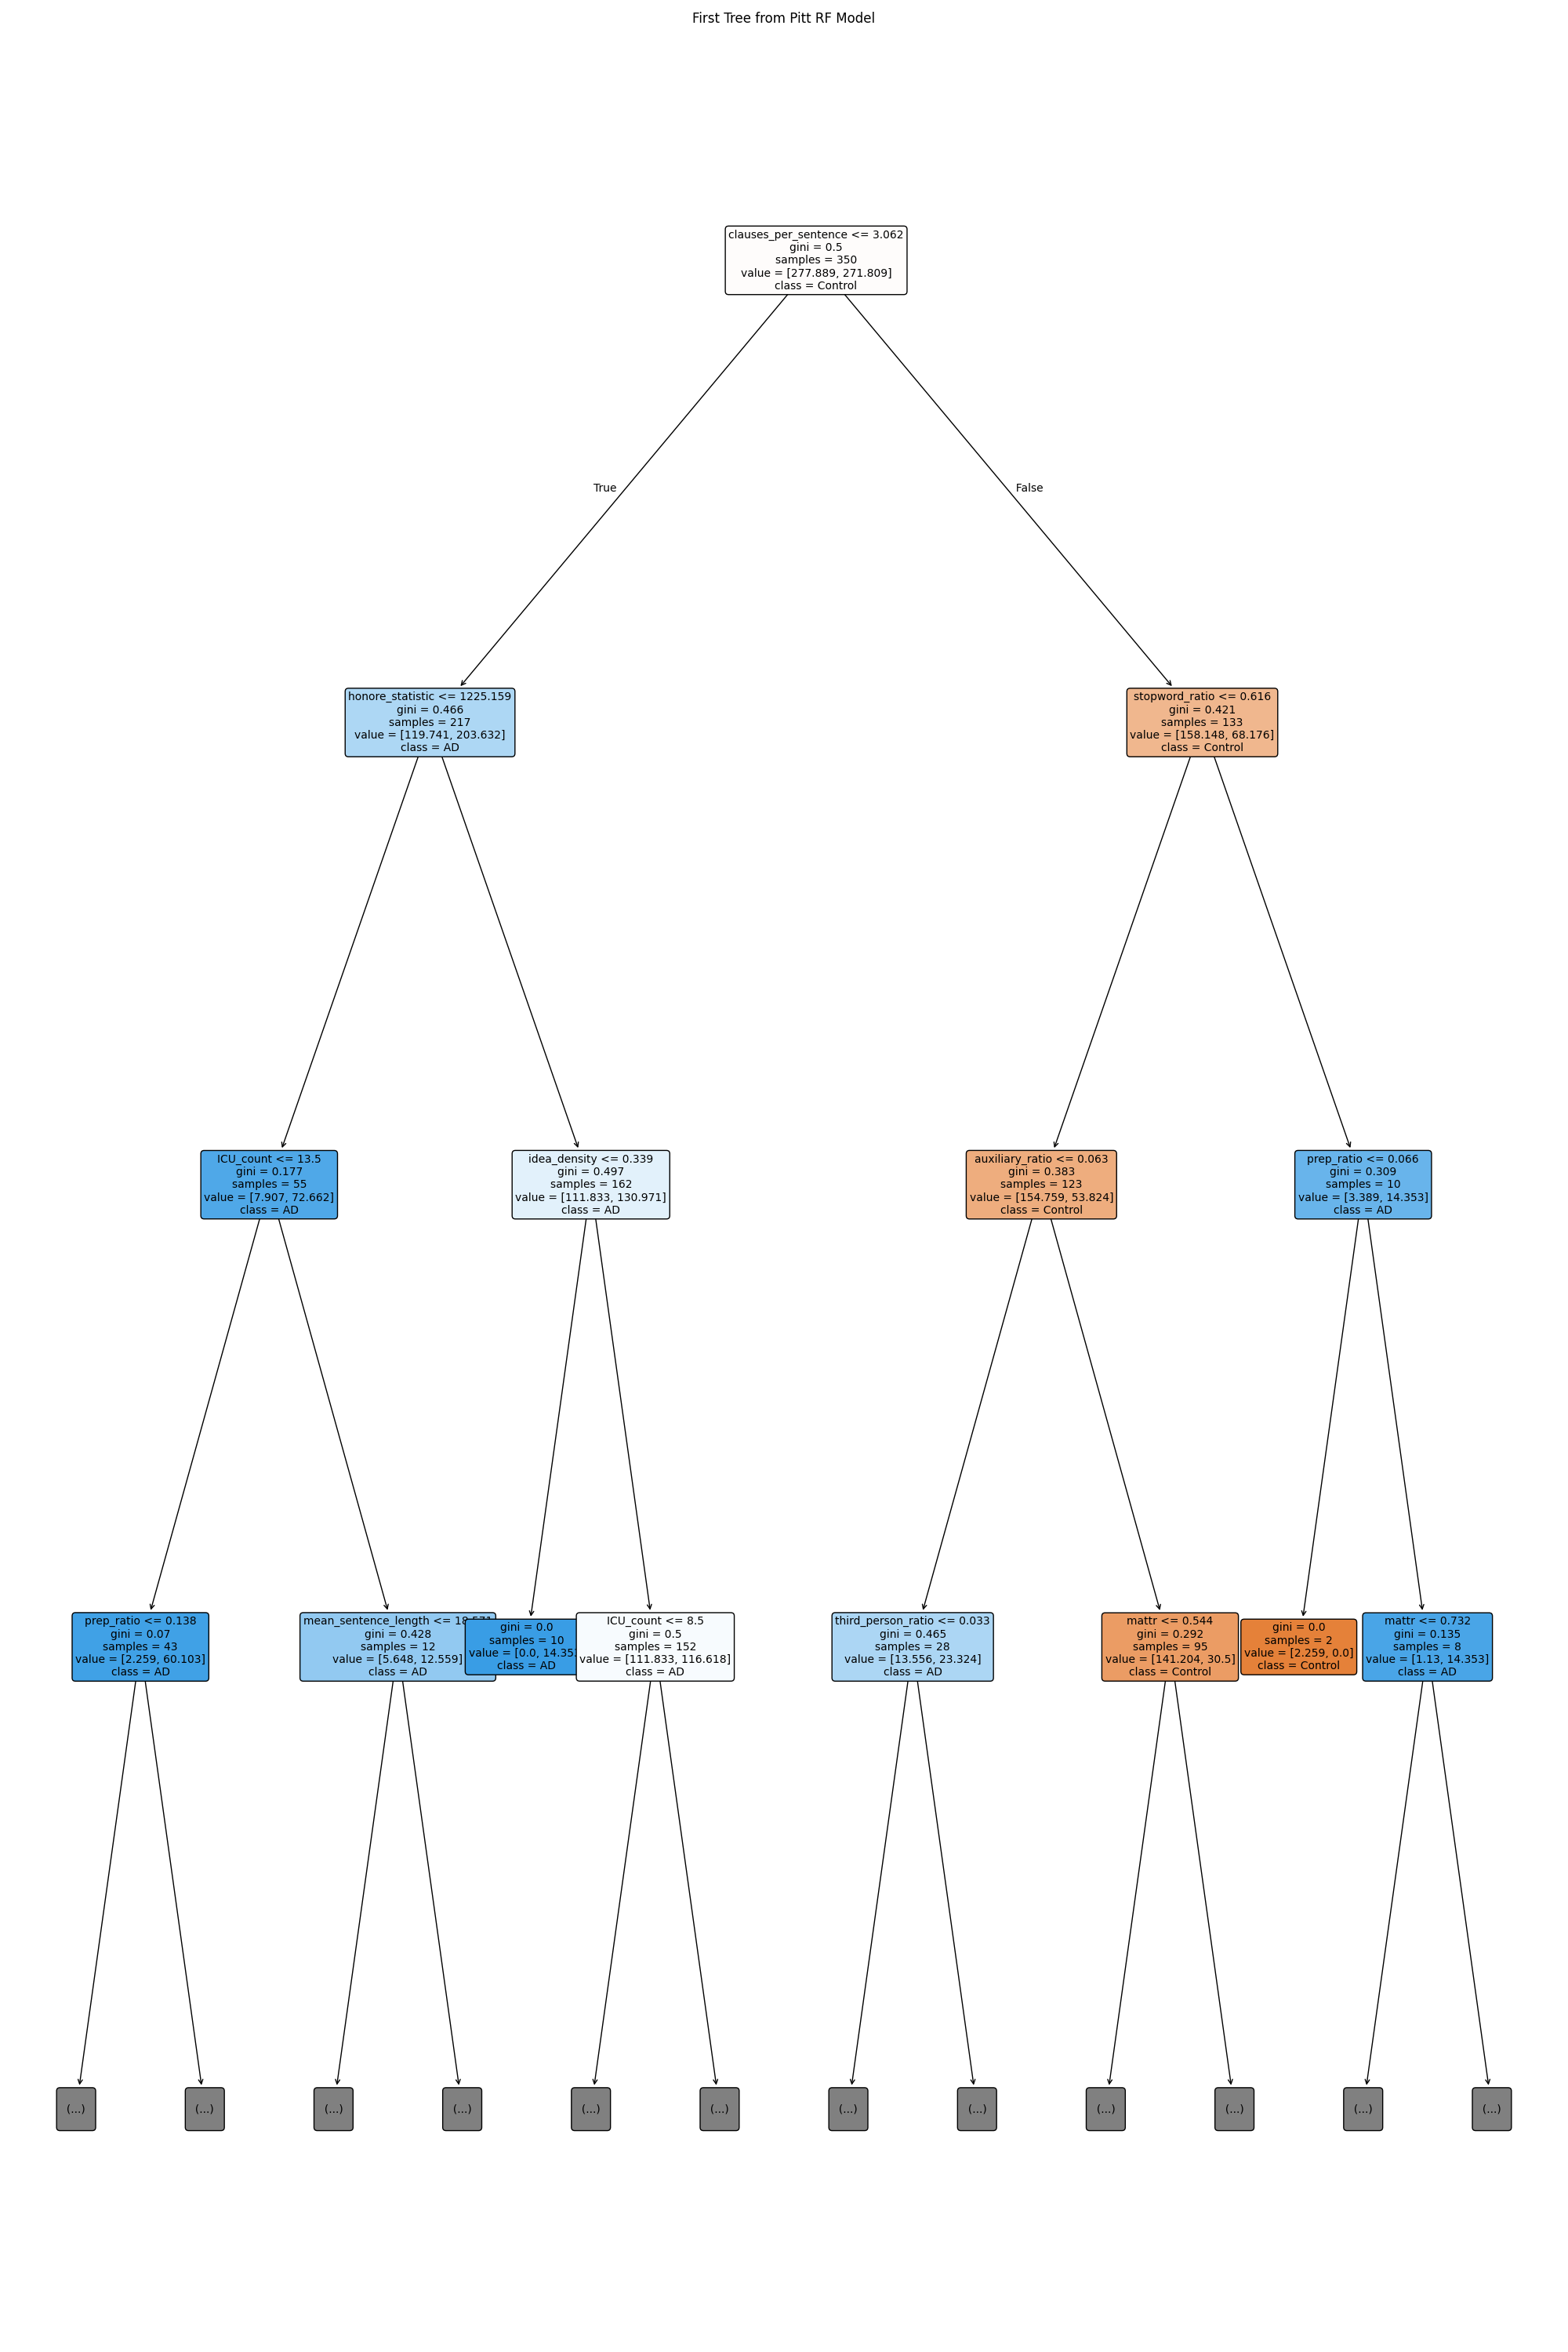 First Tree from Pitt RF Model
clauses_per_sentence <= 3.062
gini = 0.5
samples = 350
value = [277.889, 271.809]
class = Control
True
False
honore_statistic <= 1225.159
gini = 0.466
samples = 217
value = [119.741, 203.632]
class = AD
stopword_ratio <= 0.616
gini = 0.421
samples = 133
value = [158.148, 68.176]
class = Control
ICU_count <= 13.5
gini = 0.177
samples = 55
value = [7.907, 72.662]
class = AD
idea_density <= 0.339
gini = 0.497
samples = 162
value = [111.833, 130.971]
class = AD
auxiliary_ratio <= 0.063
gini = 0.383
samples = 123
value = [154.759, 53.824]
class = Control
prep_ratio <= 0.066
gini = 0.309
samples = 10
value = [3.389, 14.353]
class = AD
prep_ratio <= 0.138
gini = 0.07
samples = 43
value = [2.259, 60.103]
class = AD
mean_sentence_length <=
gini = 0.428
samples = 12
value = [5.648, 12.559]
class = AD
gini = 0.0
samples = 10
value = [0.0,
class = AD
ICU_count <= 8.5
gini = 0.5
samples = 152
value = [111.833, 116.618]
class = AD
third_person_ratio <= 0.033
gini = 0.465
samples = 28
value = [13.556, 23.324]
class = AD
mattr <= 0.544
gini = 0.292
samples = 95
value = [141.204, 30.5]
class = Control
gini = 0.0
samples = 2
value = [2.259, 0.0]
class = Control
mattr <= 0.732
gini = 0.135
samples = 8
value = [1.13, 14.353]
class = AD
(...)
(...)
(...)
(...)
(...)
(...)
(...)
(...)
(...)
(...)
(...)
(...)